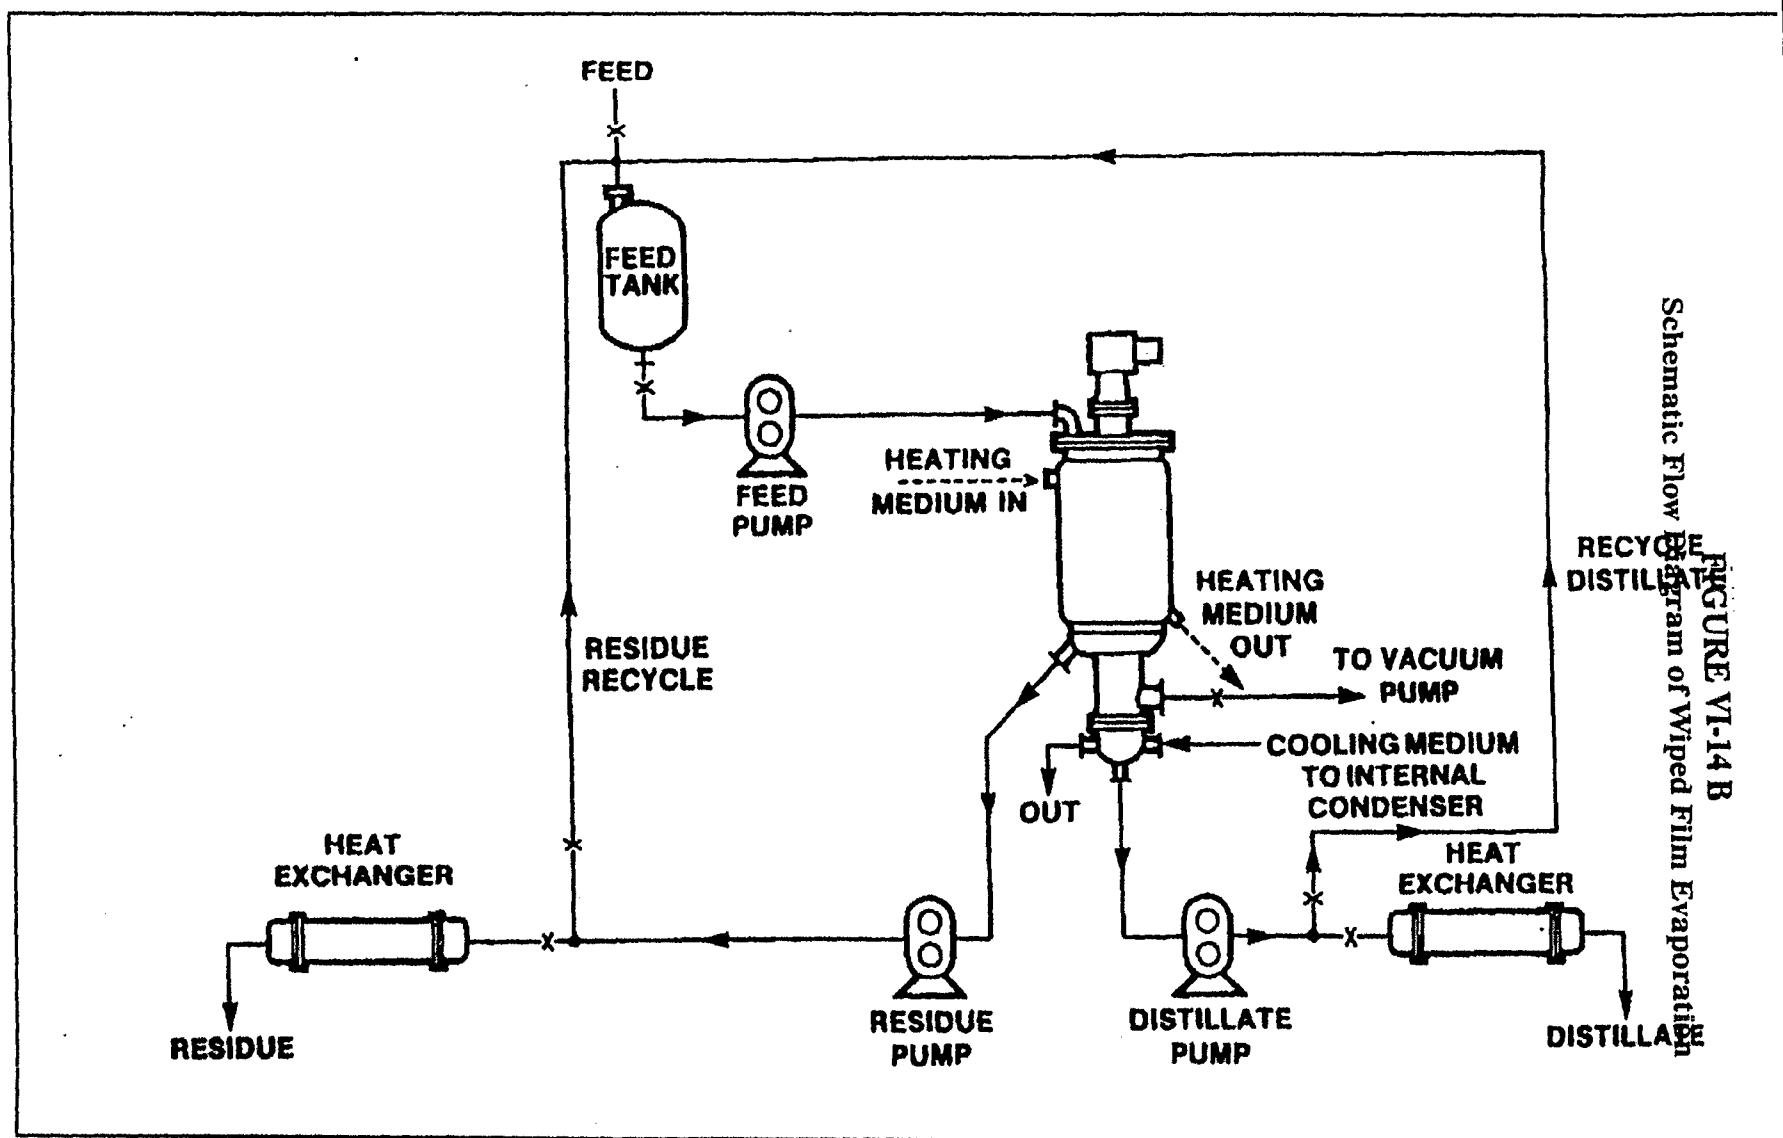 FEED
FEED
TANK
FEED
PUMP
HEATING
MEDIUM IN
HEATING
MEDIUM
OUT
TO VACUUM
PUMP
COOLING MEDIUM
TO INTERNAL
CONDENSER
OUT
RESIDUE
RECYCLE
RECYCLE
DISTILLATE
HEAT
EXCHANGER
HEAT
EXCHANGER
RESIDUE
RESIDUE
PUMP
DISTILLATE
PUMP
DISTILLATE
FIGURE VI-14 B
Schematic Flow Diagram of Wiped Film Evaporation